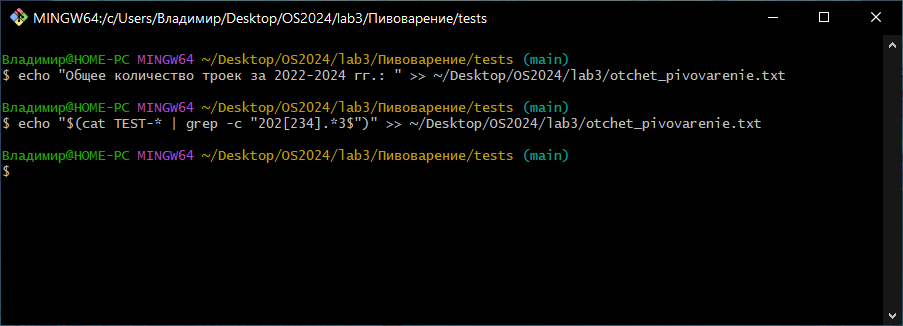 MINGW64:/c/Users/Владимир/Desktop/OS2024/lab3/Пивоварение/tests
Владимир@HOME-PC MINGW64 ~/Desktop/OS2024/lab3/Пивоварение/tests (main)
$ echo "Общее количество троек за 2022-2024 гг.: " >> ~/Desktop/OS2024/lab3/otchet_pivovarenie.txt
Владимир@HOME-PC MINGW64 ~/Desktop/OS2024/lab3/Пивоварение/tests (main)
$ echo "$(cat TEST-* | grep -c "202[234].*3$")" >> ~/Desktop/OS2024/lab3/otchet_pivovarenie.txt
Владимир@HOME-PC MINGW64 ~/Desktop/OS2024/lab3/Пивоварение/tests (main)
$